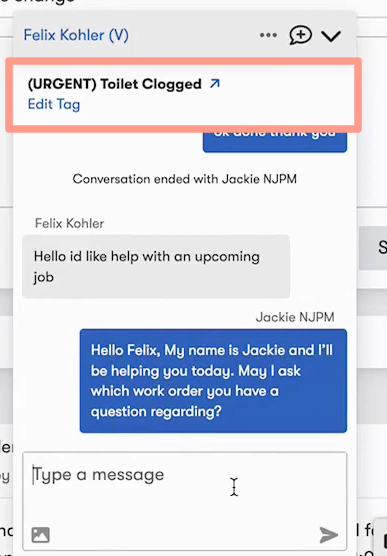 change
Felix Kohler (V)
(URGENT) Toilet Clogged
Edit Tag
ok done thank you
Conversation ended with Jackie NJPM
Felix Kohler
Hello id like help with an upcoming
job
Jackie NJPM
Hello Felix, My name is Jackie and I'll
be helping you today. May I ask
which work order you have a
question regarding?
Type a message